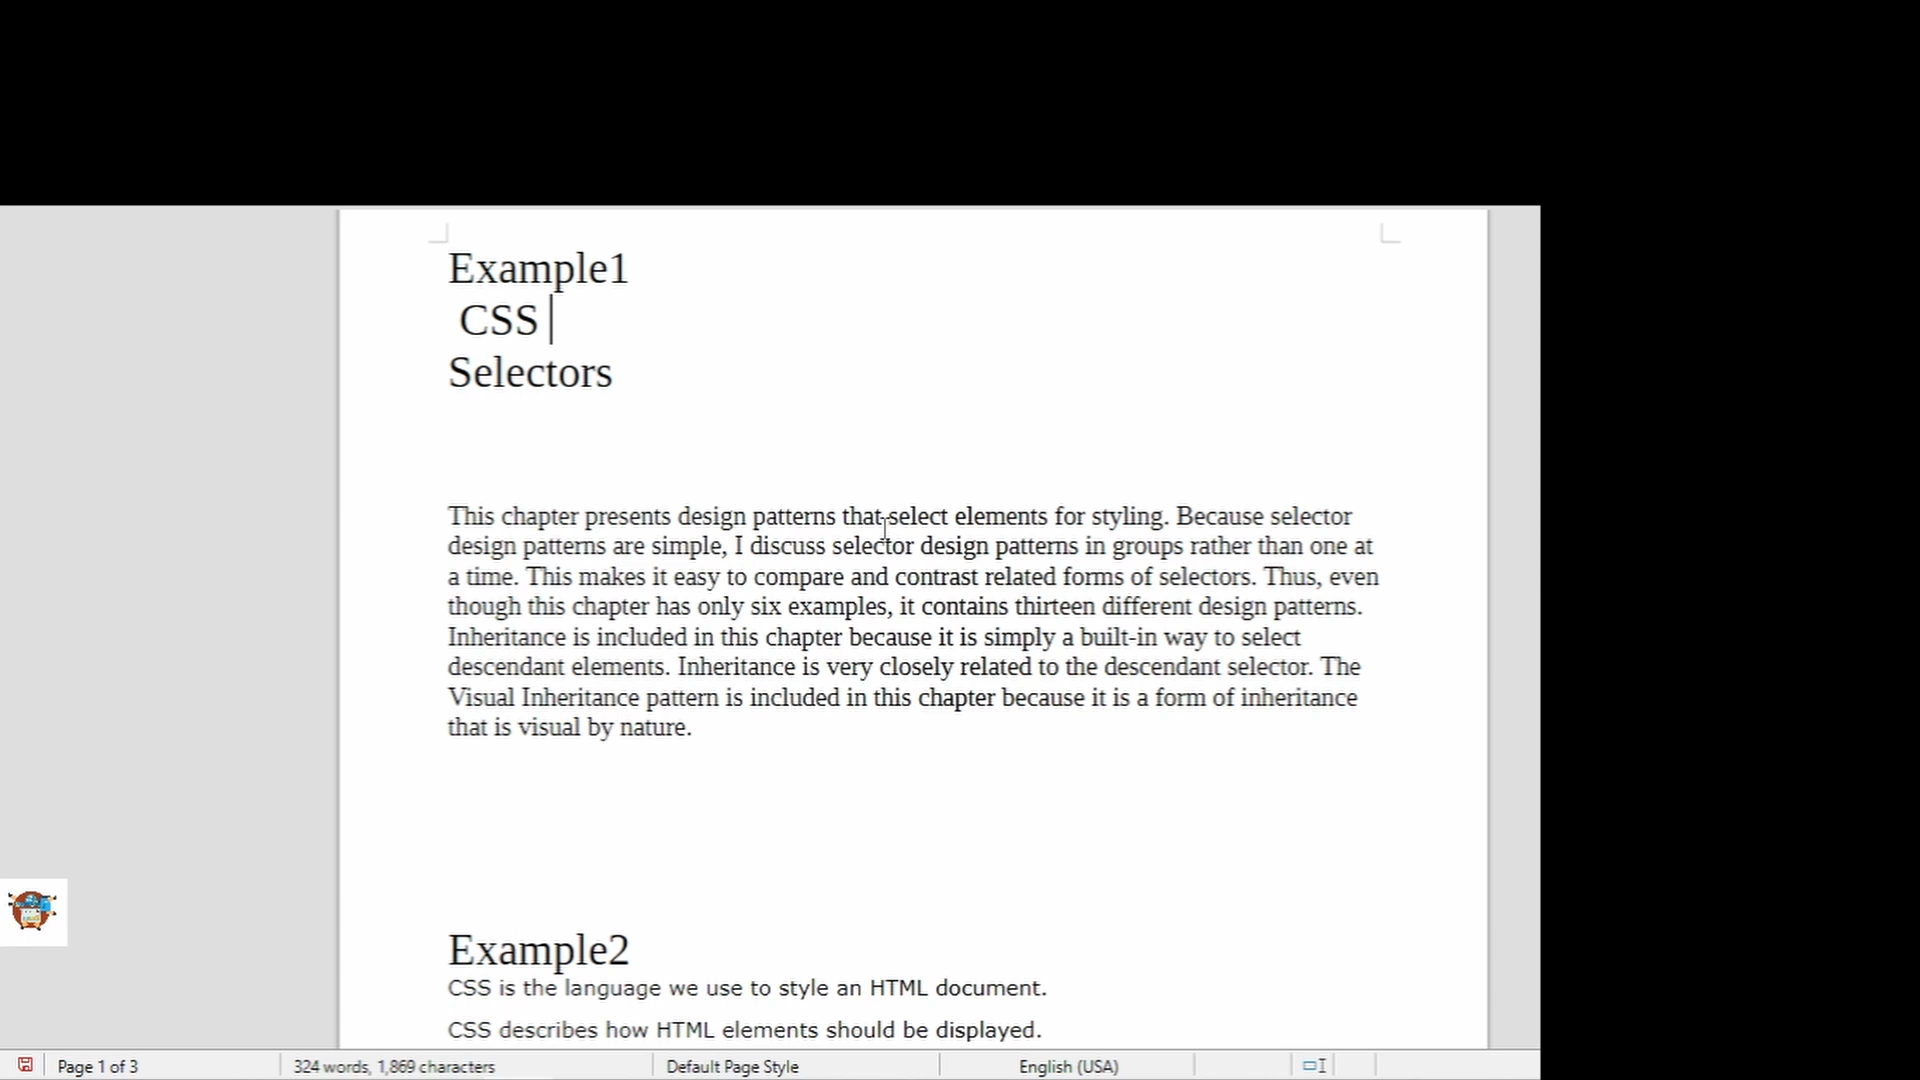 Example1
CSS
Selectors
This chapter presents design patterns that select elements for styling. Because selector
design patterns are simple, I discuss selector design patterns in groups rather than one at
a time. This makes it easy to compare and contrast related forms of selectors. Thus, even
though this chapter has only six examples, it contains thirteen different design patterns.
Inheritance is included in this chapter because it is simply a built-in way to select
descendant elements. Inheritance is very closely related to the descendant selector. The
Visual Inheritance pattern is included in this chapter because it is a form of inheritance
that is visual by nature.
Example2
CSS is the language we use to style an HTML document.
CSS describes how HTML elements should be displayed.
Page 1 of 3 324 words, 1,869 characters Default Page Style English (USA)